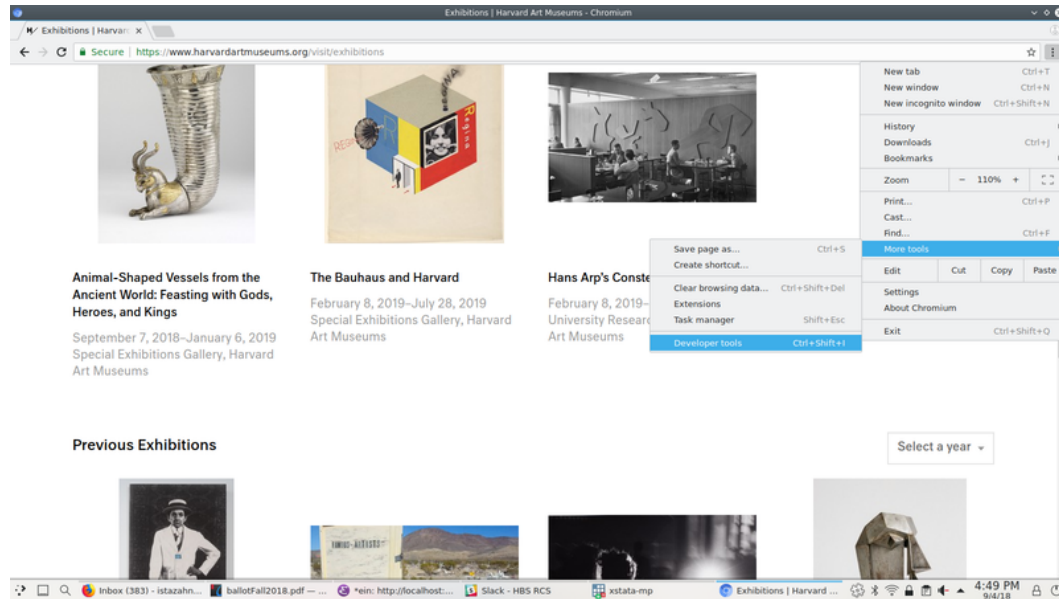 Exhibitions | Harvard Art Museums - Chromium
Exhibitions | Harvar
Secure | https://www.harvardartmuseums.org/visit/exhibitions
New tab Ctrl+T
New window Ctrl+N
New incognito window Ctrl+Shift+N
History
Downloads Ctrl+J
Bookmarks
Zoom - 110% +
Print... Ctrl+P
Cast...
Find... Ctrl+F
More tools
Edit Cut Copy Paste
Settings
About Chromium
Exit Ctrl+Shift+Q
Save page as... Ctrl+S
Create shortcut...
Clear browsing data... Ctrl+Shift+Del
Extensions
Task manager Shift+Esc
Developer tools Ctrl+Shift+I
REGINA
Regina
Animal-Shaped Vessels from the
Ancient World: Feasting with Gods,
Heroes, and Kings
September 7, 2018–January 6, 2019
Special Exhibitions Gallery, Harvard
Art Museums
The Bauhaus and Harvard
February 8, 2019–July 28, 2019
Special Exhibitions Gallery, Harvard
Art Museums
Hans Arp's Conste
February 8, 2019–
University Resear
Art Museums
Previous Exhibitions
Select a year
Inbox (383) - istazahn...
ballotFall2018.pdf — ...
*ein: http://localhost:...
Slack - HBS RCS
xstata-mp
Exhibitions | Harvard ...
4:49 PM
9/4/18